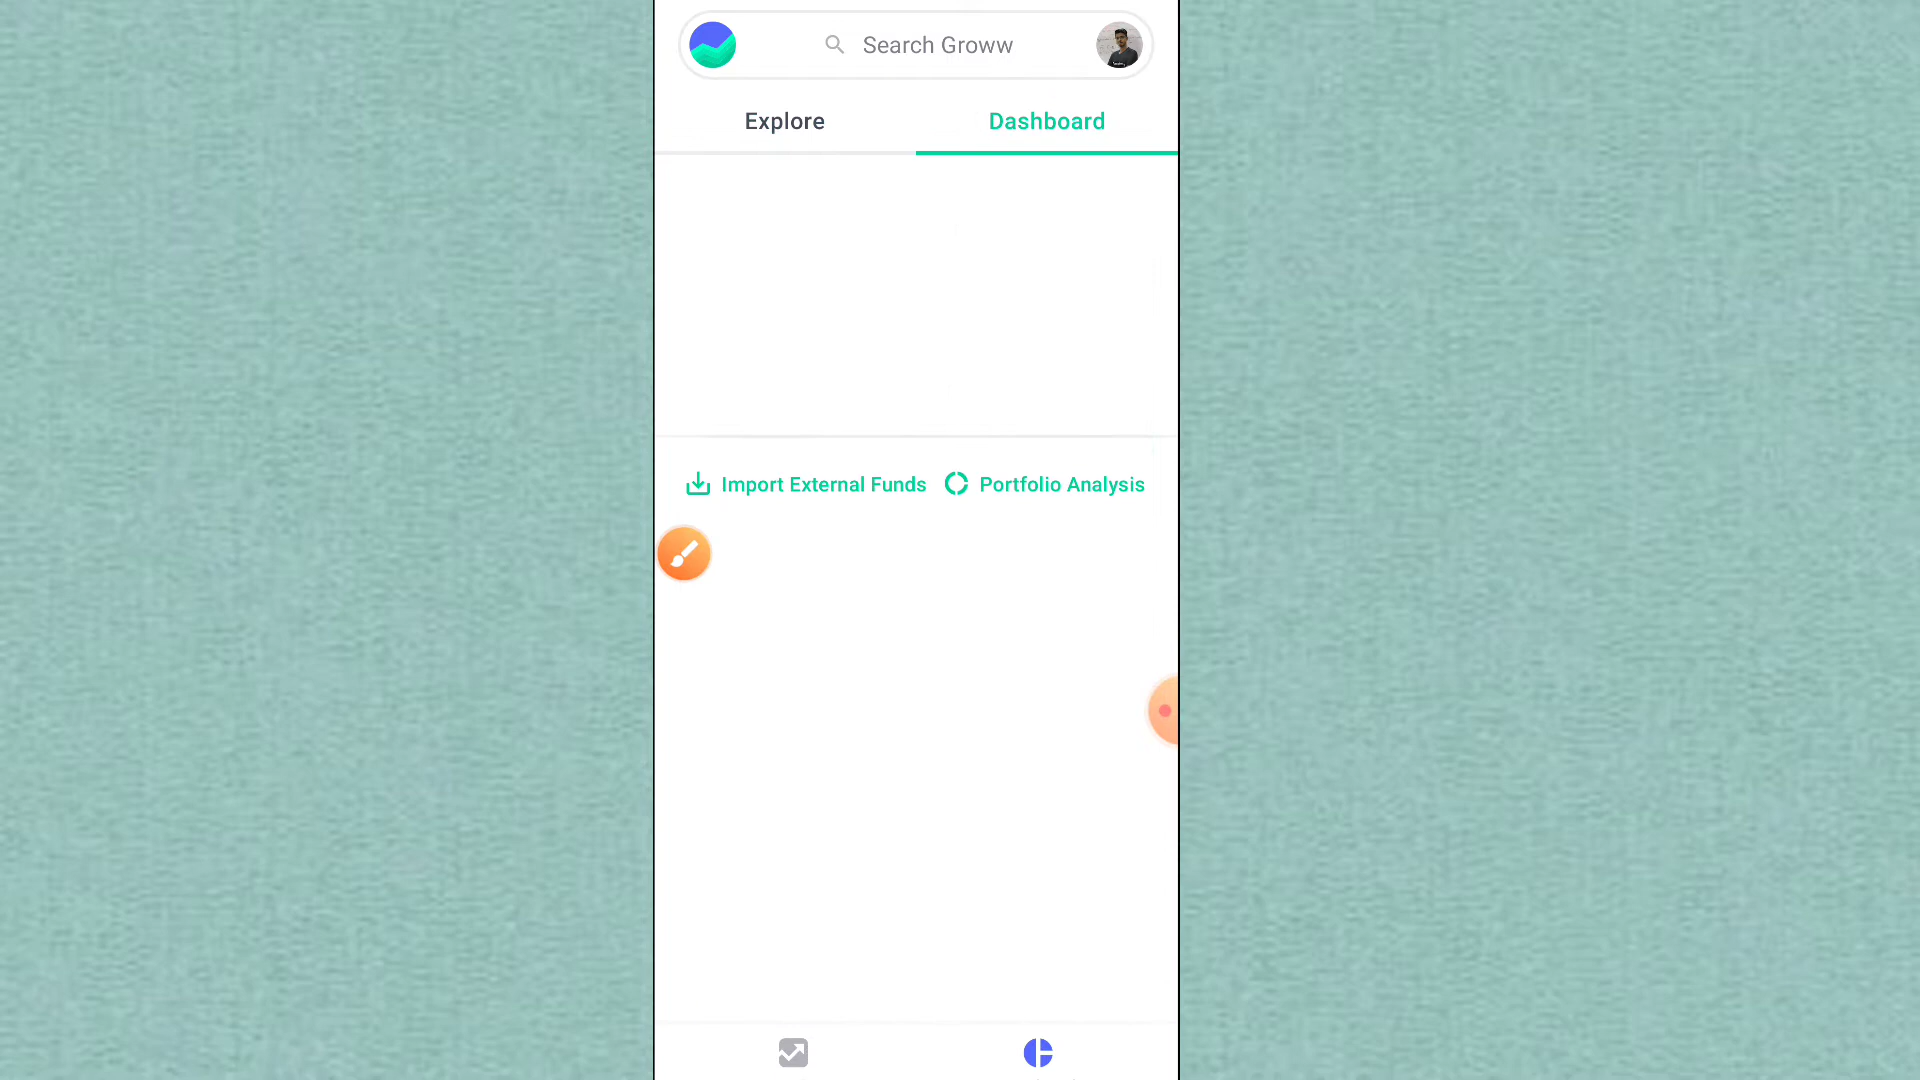 Search Groww
Explore
Dashboard
Import External Funds
Portfolio Analysis